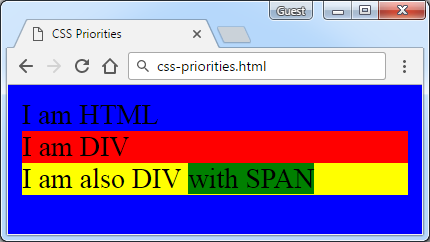 Guest
CSS Priorities
css-priorities.html
I am HTML
I am DIV
I am also DIV with SPAN